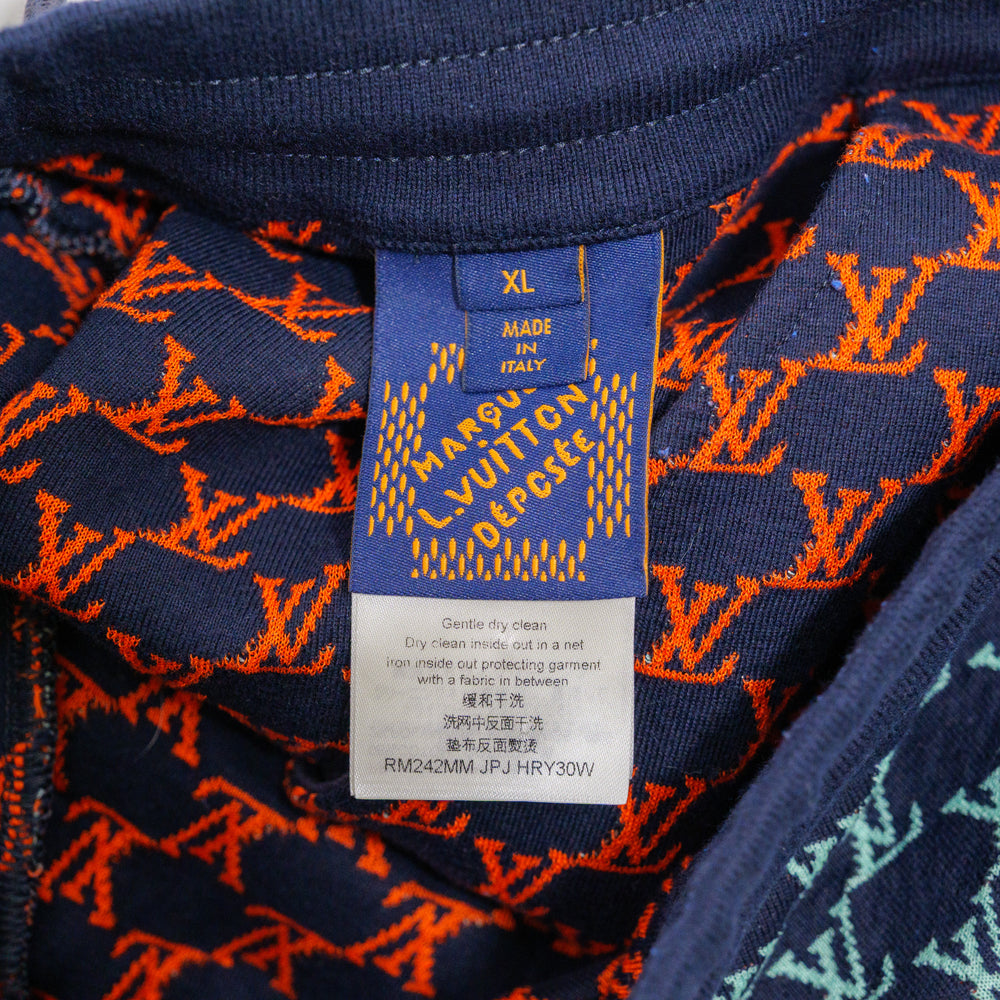 XL
MADE
IN
ITALY
L.VUITTON
DÉPOSÉE
Gentle dry clean
Dry clean inside out in a net
Iron inside out protecting garment
with a fabric in between
缓和干洗
洗网中反面干洗
垫布反面熨烫
RM242MM JPJ HRY30W